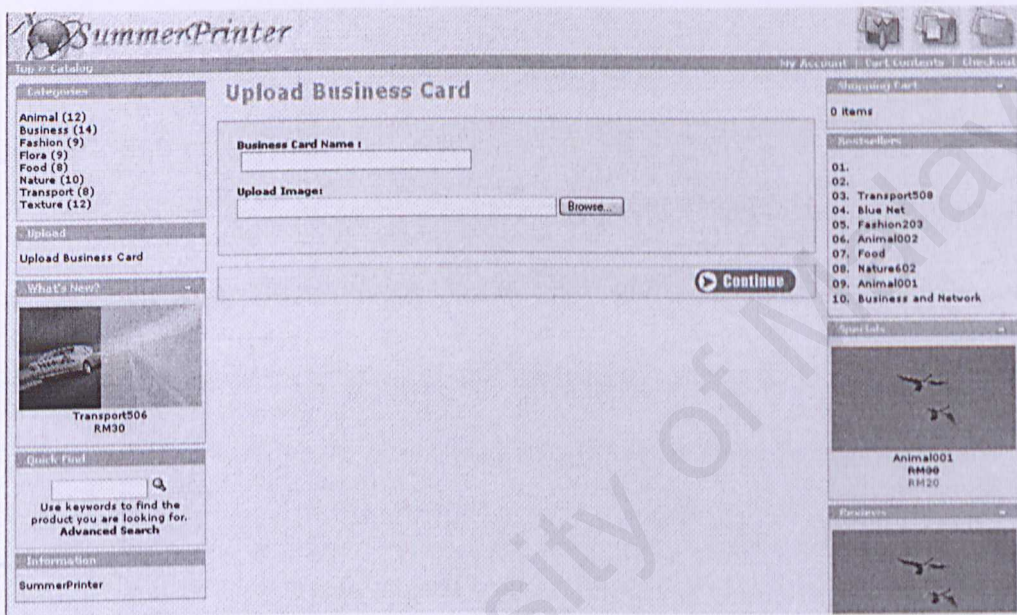 SummerPrinter
Top » Catalog
My Account | Cart Contents | Checkout
Categories
Animal (12)
Business (14)
Fashion (9)
Flora (9)
Food (8)
Nature (10)
Transport (8)
Texture (12)
Upload
Upload Business Card
What's New?
Transport506
RM30
Quick Find
Use keywords to find the
product you are looking for.
Advanced Search
Information
SummerPrinter
Upload Business Card
Business Card Name :
Upload Image:
Browse...
Continue
Shopping Cart
0 items
Bestsellers
01.
02.
03. Transport508
04. Blue Net
05. Fashion203
06. Animal002
07. Food
08. Nature602
09. Animal001
10. Business and Network
Specials
Animal001
RM20
Reviews
sity of Malay